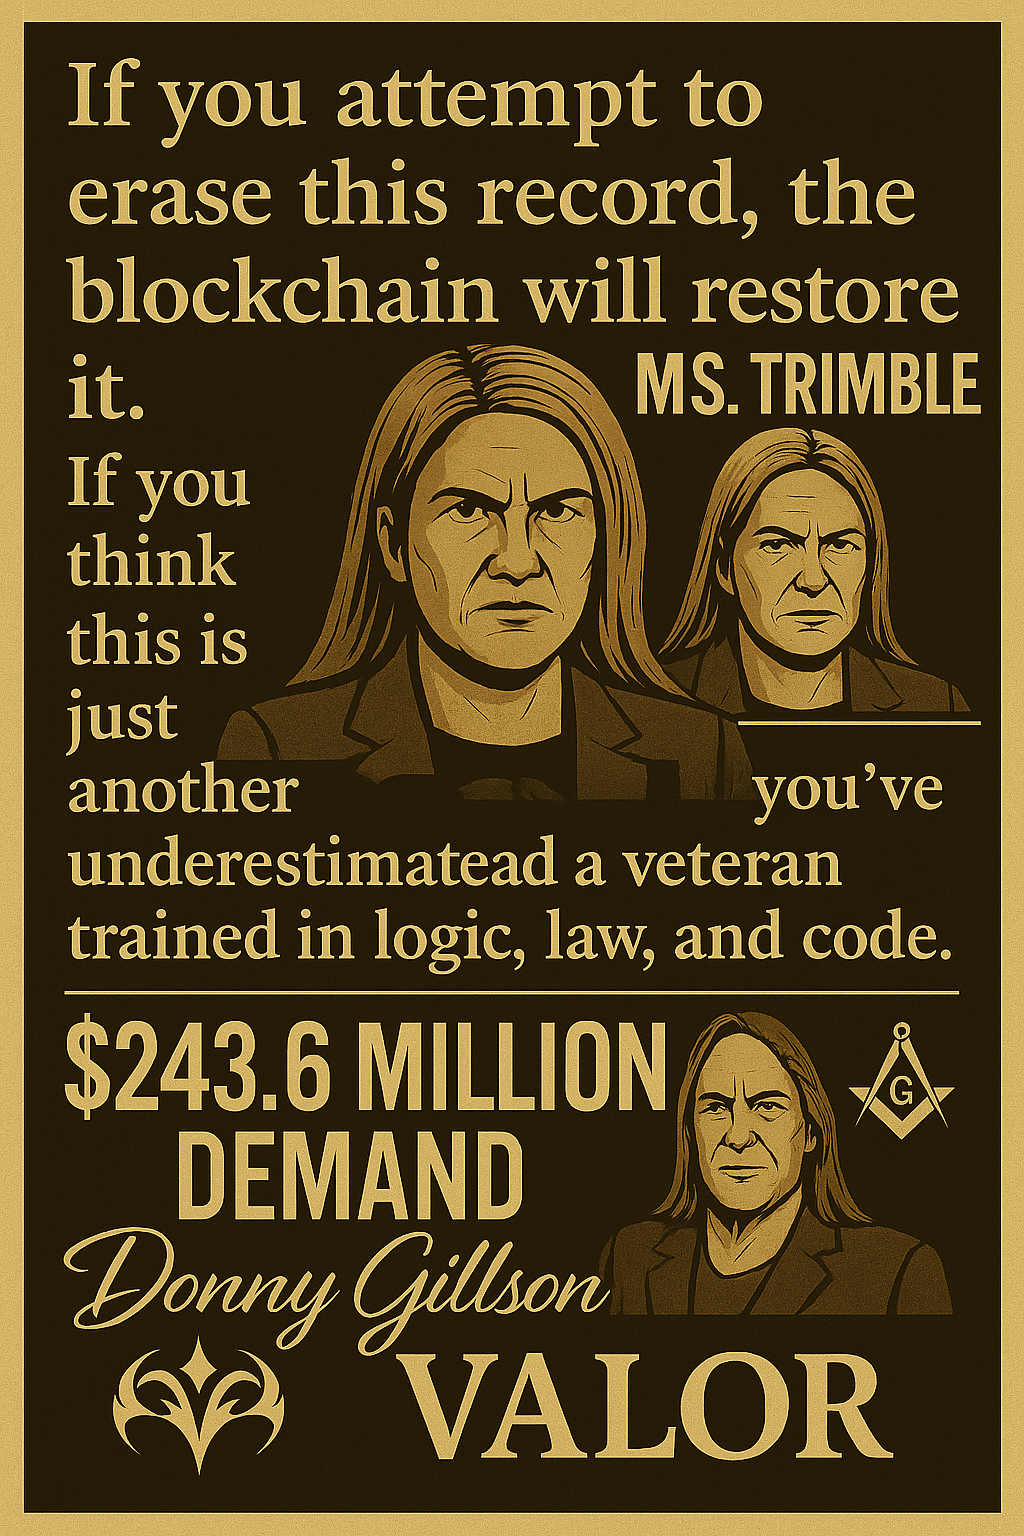 If you attempt to
erase this record, the
blockchain will restore
it.
MS. TRIMBLE
If you
think
this is
just
another
you've
underestimatead a veteran
trained in logic, law, and code.
$243.6 MILLION
DEMAND
G
Donny Gillson
VALOR